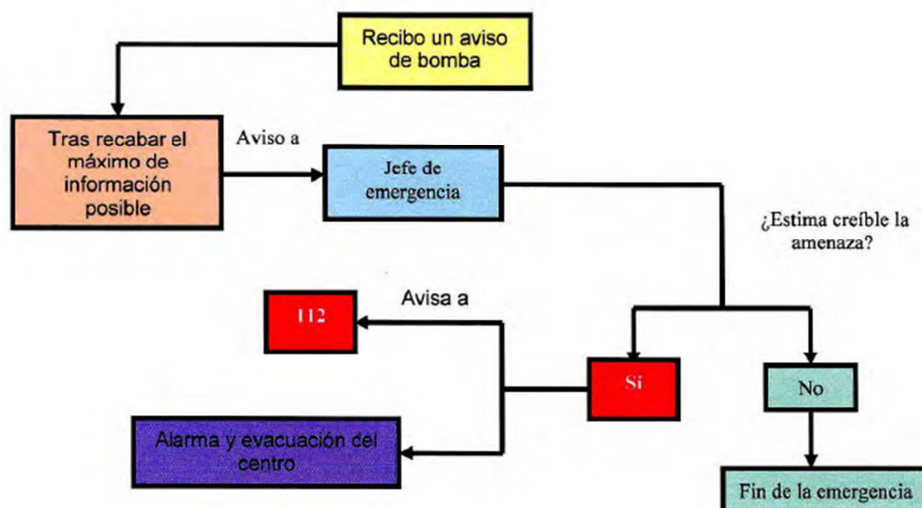 Recibo un aviso
de bomba
Tras recabar el
máximo de
información
posible
Aviso a
Jefe de
emergencia
¿Estima creíble la
amenaza?
Avisa a
112
Sí
No
Alarma y evacuación del
centro
Fin de la emergencia